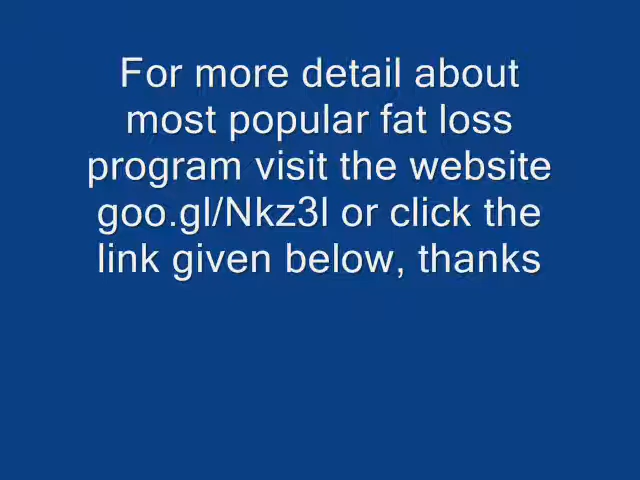 For more detail about
most popular fat loss
program visit the website
goo.gl/Nkz3l or click the
link given below, thanks